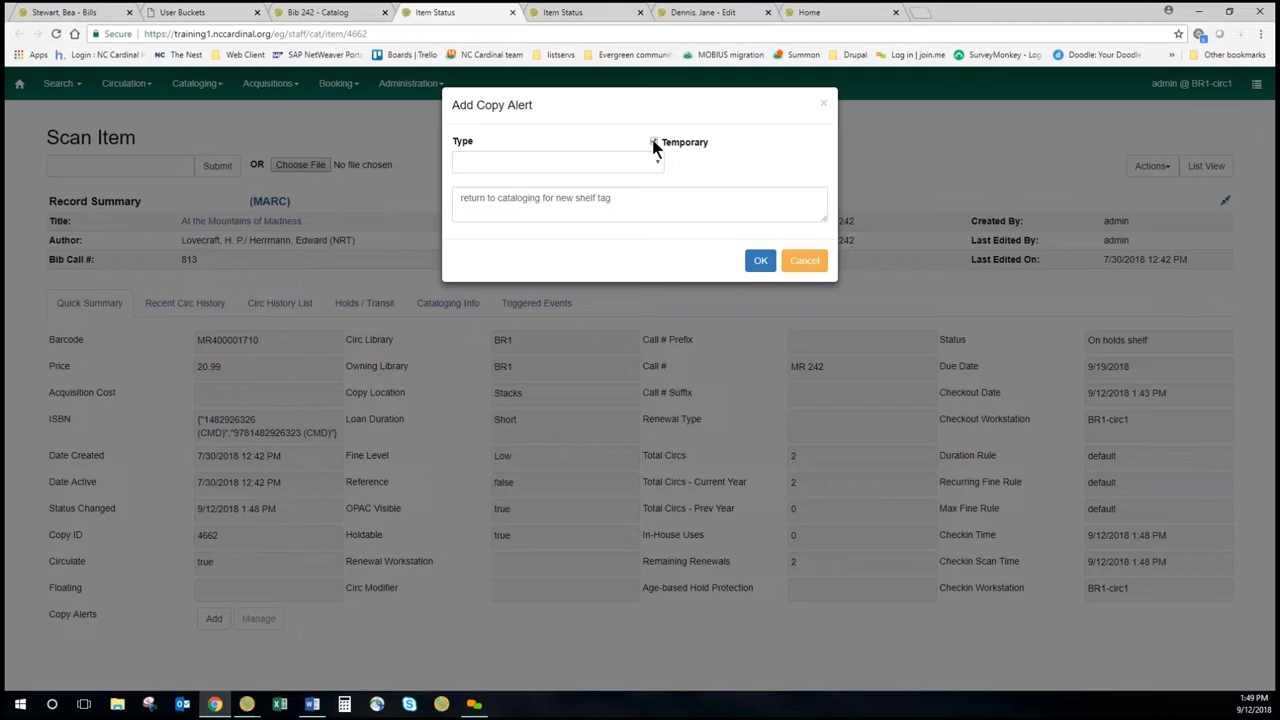 Stewart, Bea - Bills
User Buckets
Bib 242 - Catalog
Item Status
Item Status
Dennis, Jane - Edit
Home
Secure
https://training1.nccardinal.org/eg/staff/cat/item/4662
Apps
Login : NC Cardinal
Tests
Web Client
SAP NetWeaver Portal
Boards | Trello
NC Cardinal team
listservs
Evergreen community
MOBIUS migration
Summon
Drupal
Log in | join.me
SurveyMonkey - Log
Doodle: Your Doodle
Other bookmarks
Search
Circulation
Cataloging
Acquisitions
Booking
Administration
admin @ BR1-circ1
Add Copy Alert
×
Type
Temporary
return to cataloging for new shelf tag
OK
Cancel
Scan Item
Submit
OR
Choose File
No file chosen
Actions
List View
Record Summary
(MARC)
Title:
At the Mountains of Madness
242
Created By:
admin
Author:
Lovecraft, H. P./ Herrmann, Edward (NRT)
242
Last Edited By:
admin
Bib Call #:
813
Last Edited On:
7/30/2018 12:42 PM
Quick Summary
Recent Circ History
Circ History List
Holds / Transit
Cataloging Info
Triggered Events
Barcode
MR400001710
Circ Library
BR1
Call # Prefix
Status
On holds shelf
Price
20.99
Owning Library
BR1
Call #
MR 242
Due Date
9/19/2018
Acquisition Cost
Copy Location
Stacks
Call # Suffix
Checkout Date
9/12/2018 1:43 PM
ISBN
{"1482926326
(CMD)","9781482926323 (CMD)"}
Loan Duration
Short
Renewal Type
Checkout Workstation
BR1-circ1
Date Created
7/30/2018 12:42 PM
Fine Level
Low
Total Circs
2
Duration Rule
default
Date Active
7/30/2018 12:42 PM
Reference
false
Total Circs - Current Year
2
Recurring Fine Rule
default
Status Changed
9/12/2018 1:48 PM
OPAC Visible
true
Total Circs - Prev Year
0
Max Fine Rule
default
Copy ID
4662
Holdable
true
In-House Uses
0
Checkin Time
9/12/2018 1:48 PM
Circulate
true
Renewal Workstation
Remaining Renewals
2
Checkin Scan Time
9/12/2018 1:48 PM
Floating
Circ Modifier
Age-based Hold Protection
Checkin Workstation
BR1-circ1
Copy Alerts
Add
Manage
1:49 PM
9/12/2018